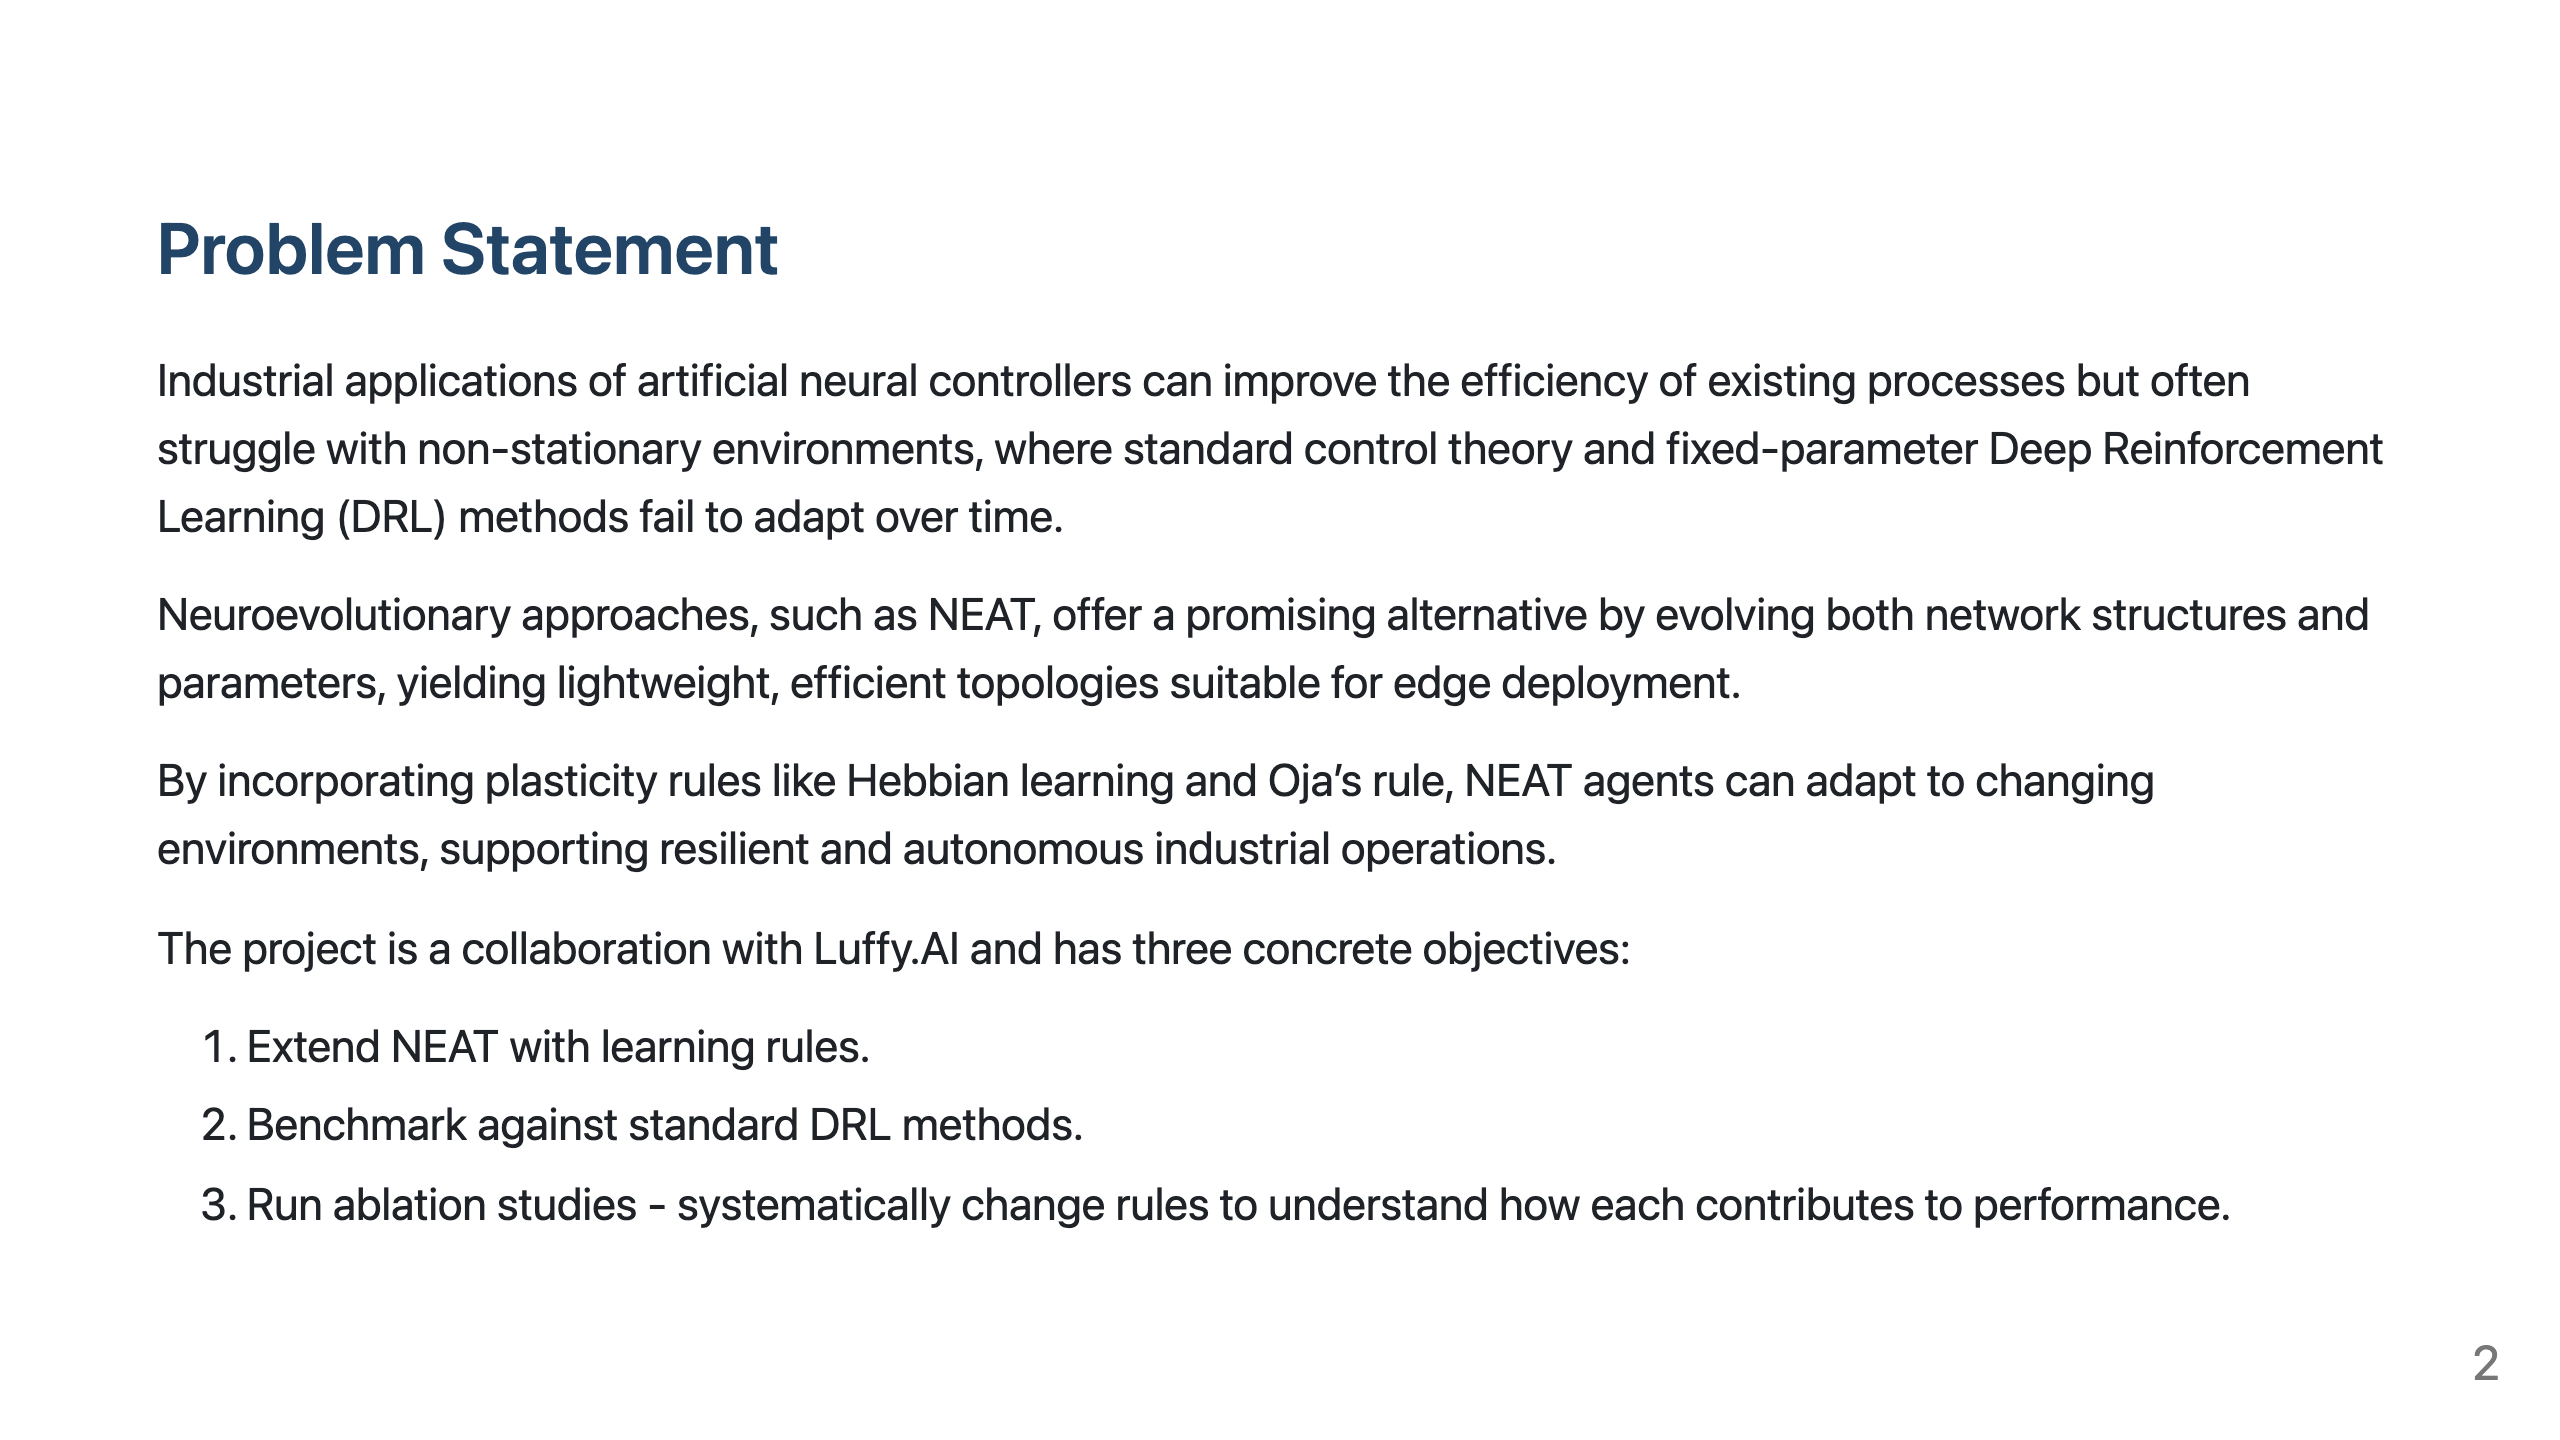 Problem Statement
Industrial applications of artificial neural controllers can improve the efficiency of existing processes but often
struggle with non-stationary environments, where standard control theory and fixed-parameter Deep Reinforcement
Learning (DRL) methods fail to adapt over time.
Neuroevolutionary approaches, such as NEAT, offer a promising alternative by evolving both network structures and
parameters, yielding lightweight, efficient topologies suitable for edge deployment.
By incorporating plasticity rules like Hebbian learning and Oja’s rule, NEAT agents can adapt to changing
environments, supporting resilient and autonomous industrial operations.
The project is a collaboration with Luffy.AI and has three concrete objectives:
1. Extend NEAT with learning rules.
2. Benchmark against standard DRL methods.
3. Run ablation studies - systematically change rules to understand how each contributes to performance.
2